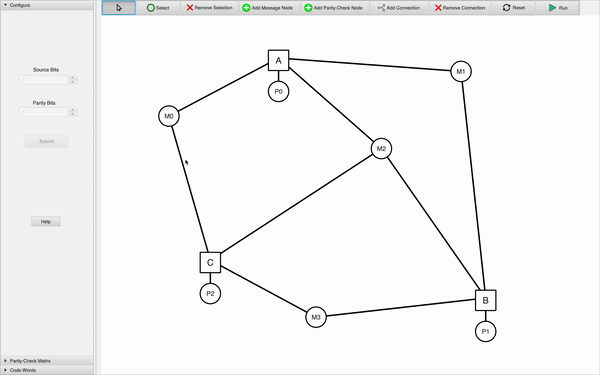 Configure
Select
Remove Selection
Add Message Node
Add Parity-Check Node
Add Connection
Remove Connection
Reset
Run
Source Bits
Parity Bits
Submit
Help
A
P0
M0
M1
M2
C
P2
M3
B
P1
Parity-Check Matrix
Code Words